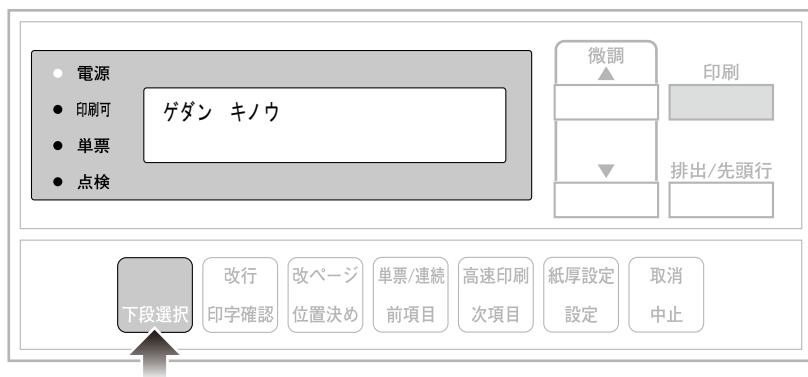 電源
印刷可
単票
点検
ゲダン キノウ
微調
▲
▼
印刷
排出/先頭行
下段選択
改行
印字確認
改ページ
位置決め
単票/連続
前項目
高速印刷
次項目
紙厚設定
設定
取消
中止